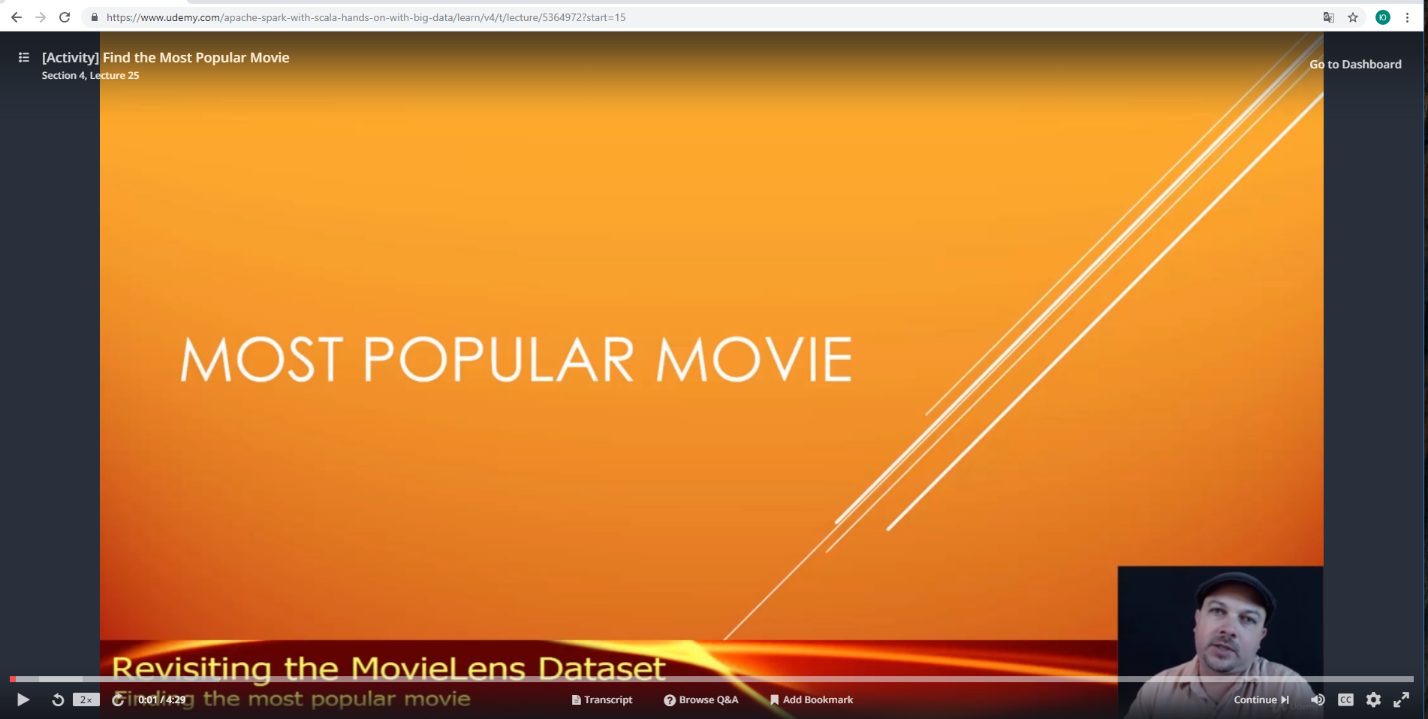 https://www.udemy.com/apache-spark-with-scala-hands-on-with-big-data/learn/v4/t/lecture/5364972?start=15
Ю
[Activity] Find the Most Popular Movie
Section 4, Lecture 25
Go to Dashboard
MOST POPULAR MOVIE
Revisiting the MovieLens Dataset
Finding the most popular movie
2×
0:01 / 4:29
Transcript
Browse Q&A
Add Bookmark
Continue
CC